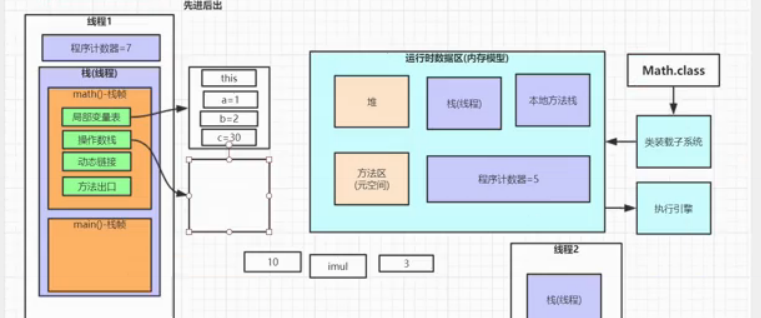 先进后出
线程1
程序计数器=7
栈(线程)
math()-栈帧
局部变量表
操作数栈
动态链接
方法出口
main()-栈帧
this
a=1
b=2
c=30
10
imul
3
运行时数据区(内存模型)
堆
栈(线程)
本地方法栈
方法区
(元空间)
程序计数器=5
Math.class
类装载子系统
执行引擎
线程2
栈(线程)